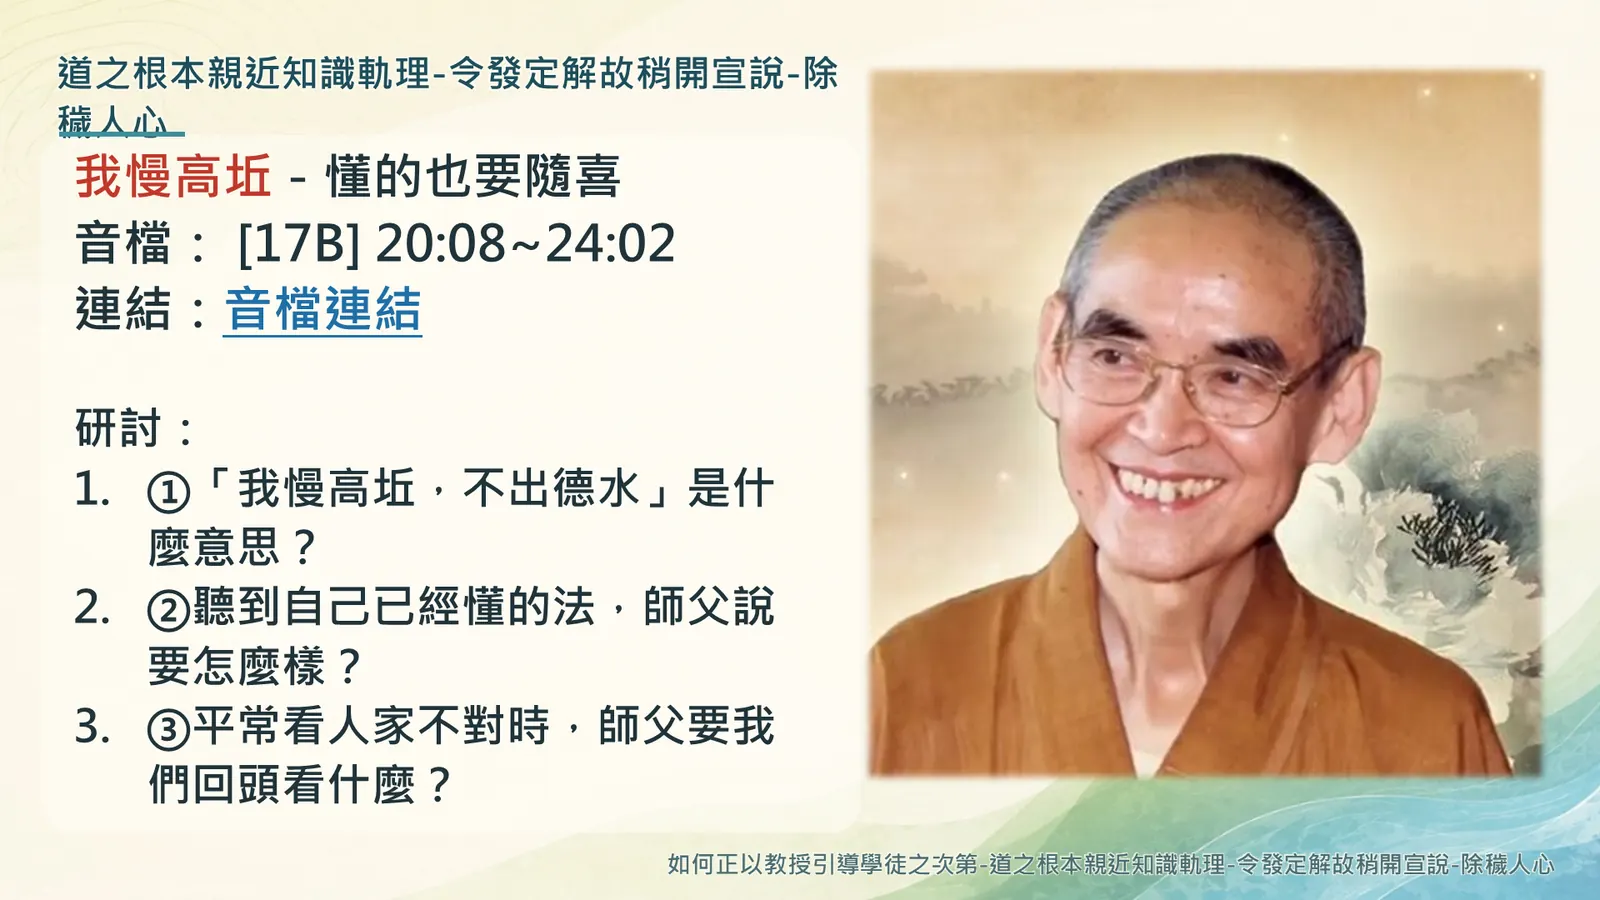 道之根本親近知識軌理-令發定解故稍開宣說-除
穢人心
我慢高坵 - 懂的也要隨喜
音檔： [17B] 20:08~24:02
連結：音檔連結
研討：
1. ①「我慢高坵，不出德水」是什
麼意思？
2. ②聽到自己已經懂的法，師父說
要怎麼樣？
3. ③平常看人家不對時，師父要我
們回頭看什麼？
如何正以教授引導學徒之次第-道之根本親近知識軌理-令發定解故稍開宣說-除穢人心